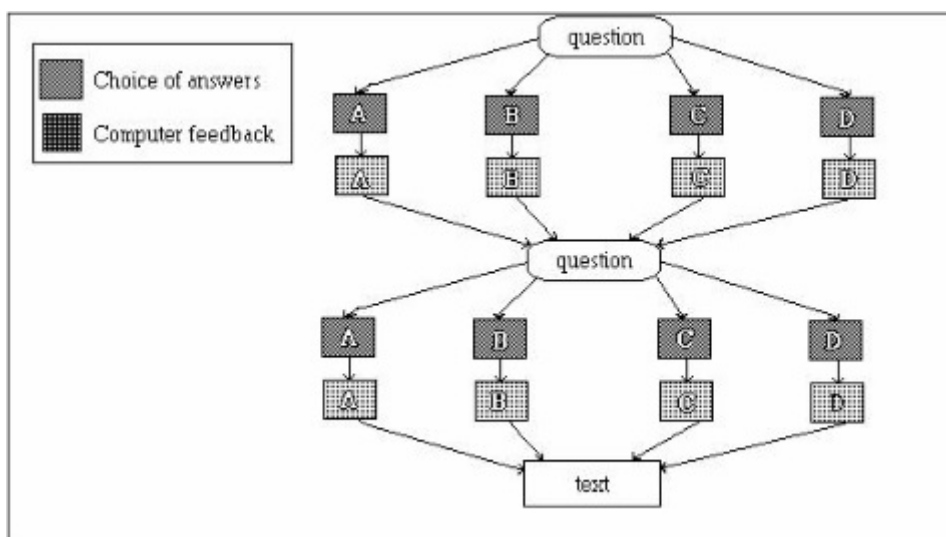 question
Choice of answers
Computer feedback
A B C D
A B C D
question
A B C D
A B C D
text